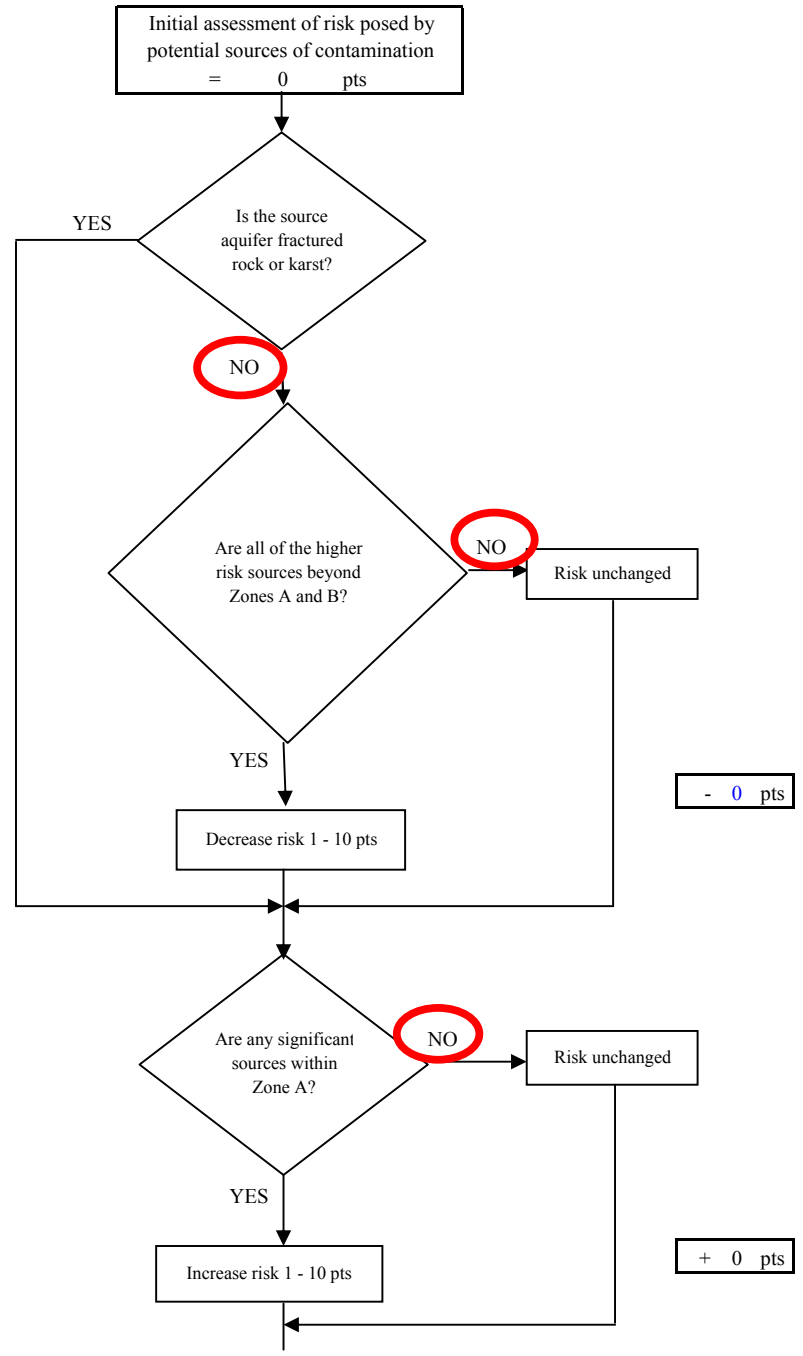 Initial assessment of risk posed by
potential sources of contamination
= 0 pts
YES
Is the source
aquifer fractured
rock or karst?
NO
Are all of the higher
risk sources beyond
Zones A and B?
NO
Risk unchanged
YES
- 0 pts
Decrease risk 1 - 10 pts
Are any significant
sources within
Zone A?
NO
Risk unchanged
YES
+ 0 pts
Increase risk 1 - 10 pts